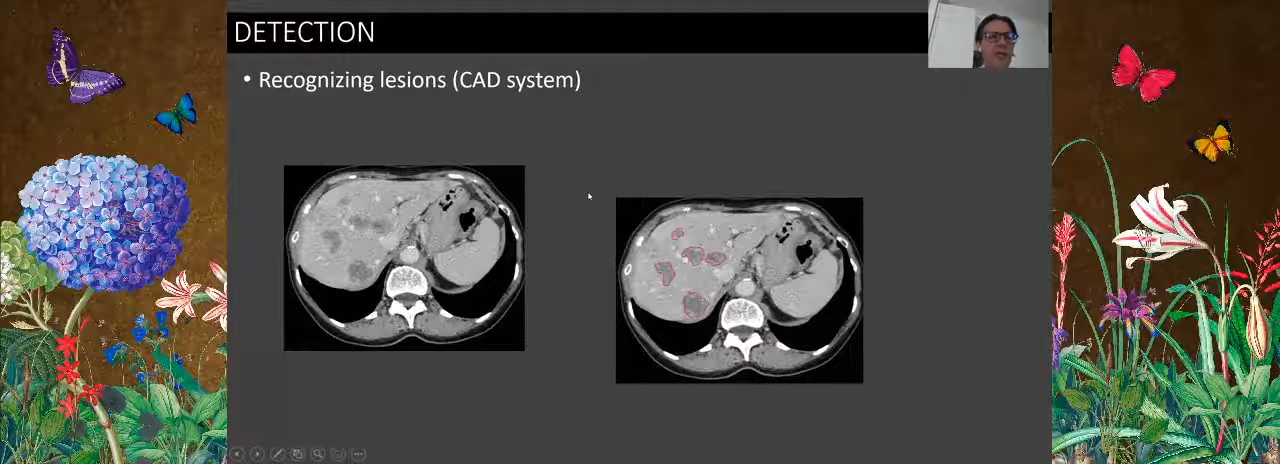 DETECTION
• Recognizing lesions (CAD system)